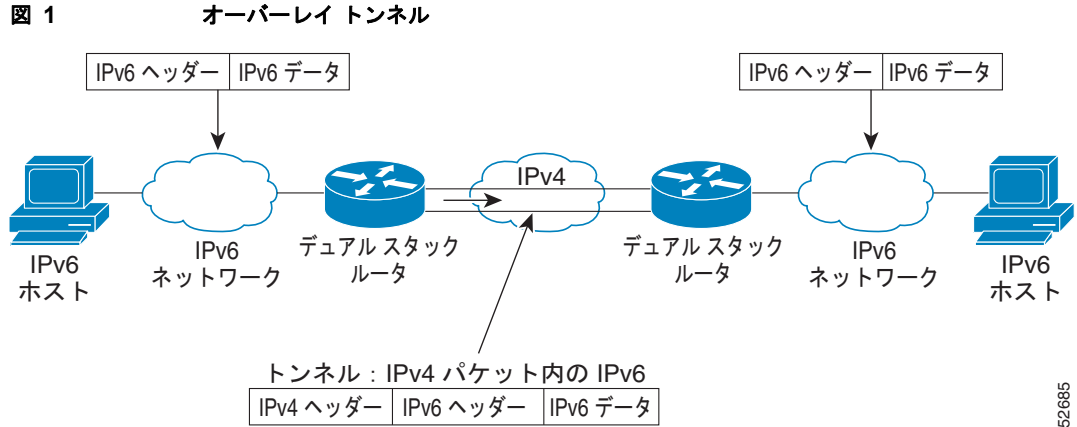 図 1 オーバーレイ トンネル
IPv6 ヘッダー IPv6 データ
IPv6 ヘッダー IPv6 データ
IPv4
IPv6
ホスト
IPv6
ネットワーク
デュアル スタック
ルータ
デュアル スタック
ルータ
IPv6
ネットワーク
IPv6
ホスト
トンネル：IPv4 パケット内の IPv6
IPv4 ヘッダー IPv6 ヘッダー IPv6 データ
52685